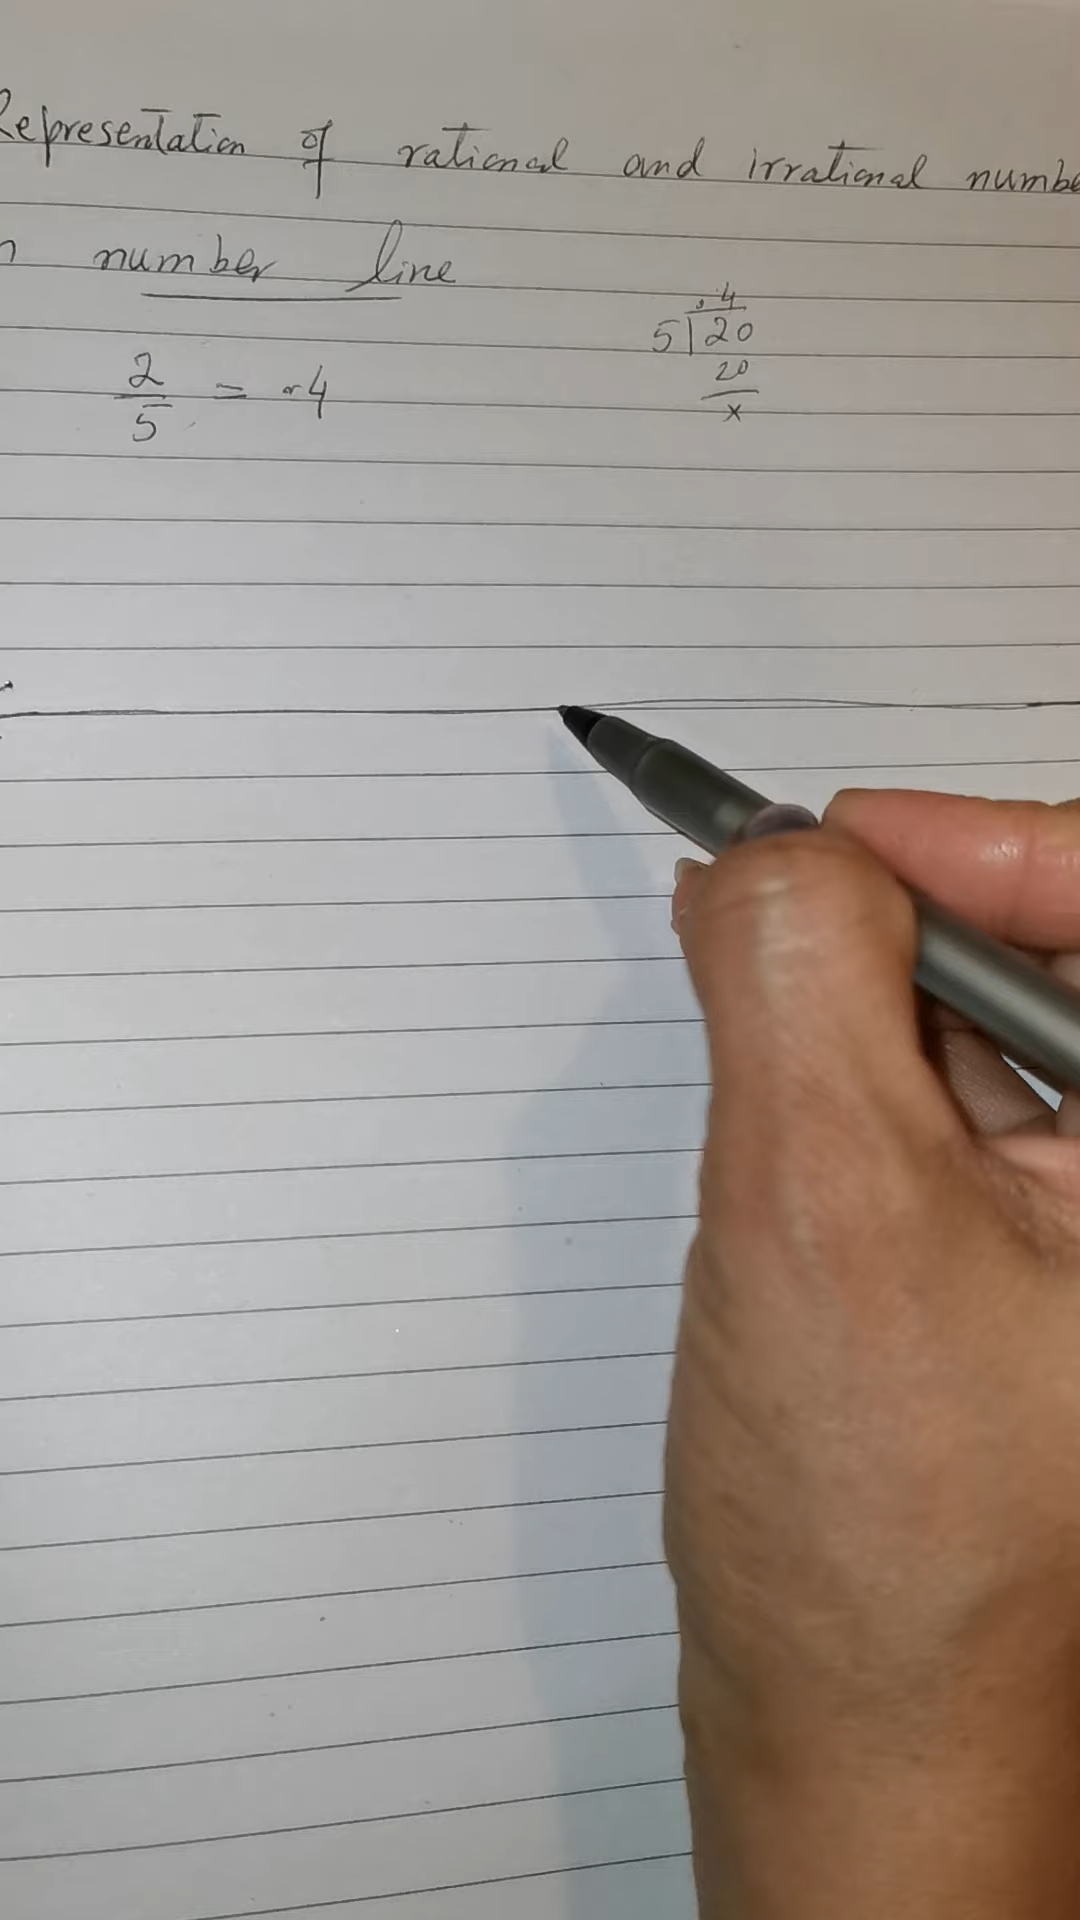 Representation of rational and irrational numbe
n number line
.4
5|20
20
x
2/5 = .4